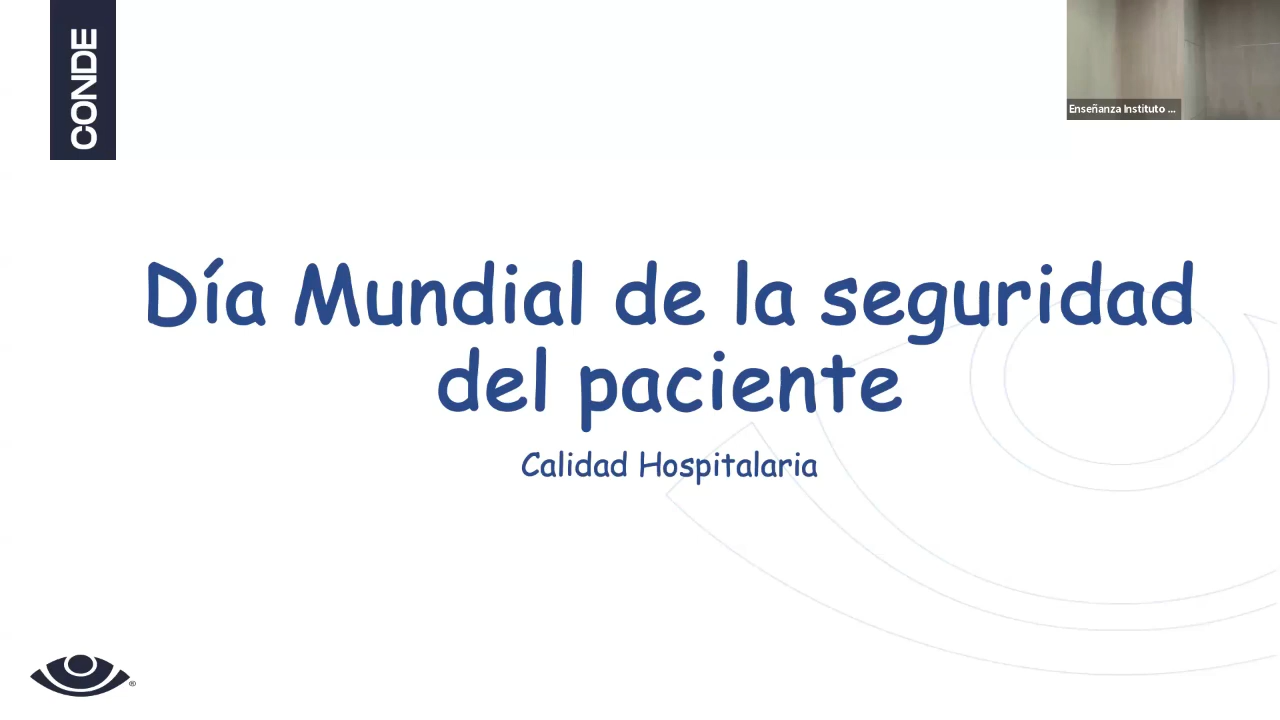 CONDE
Enseñanza Instituto ...
Día Mundial de la seguridad
del paciente
Calidad Hospitalaria
®